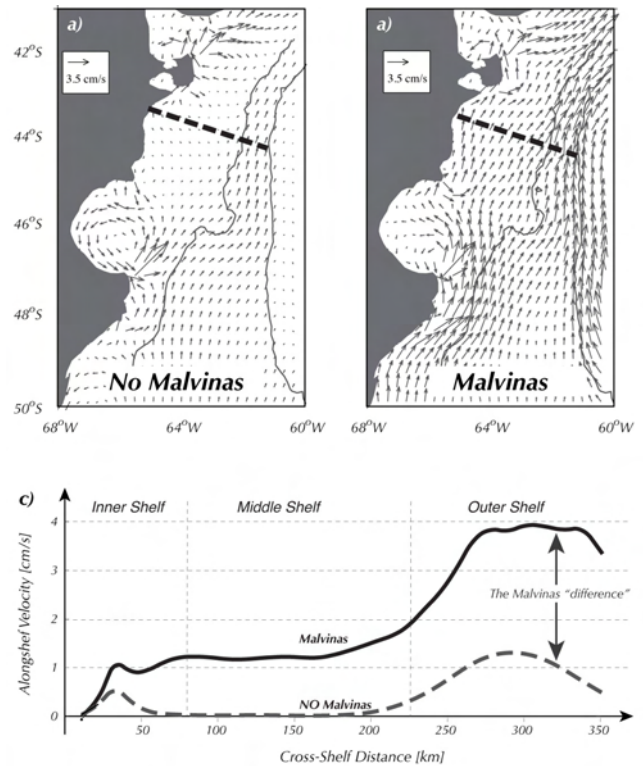 a)
3.5 cm/s
42°S
44°S
46°S
48°S
50°S
No Malvinas
68°W
64°W
60°W
a)
3.5 cm/s
Malvinas
68°W
64°W
60°W
c)
Inner Shelf
Middle Shelf
Outer Shelf
Alongshef Velocity [cm/s]
4
3
2
1
0
The Malvinas "difference"
Malvinas
NO Malvinas
50
100
150
200
250
300
350
Cross-Shelf Distance [km]